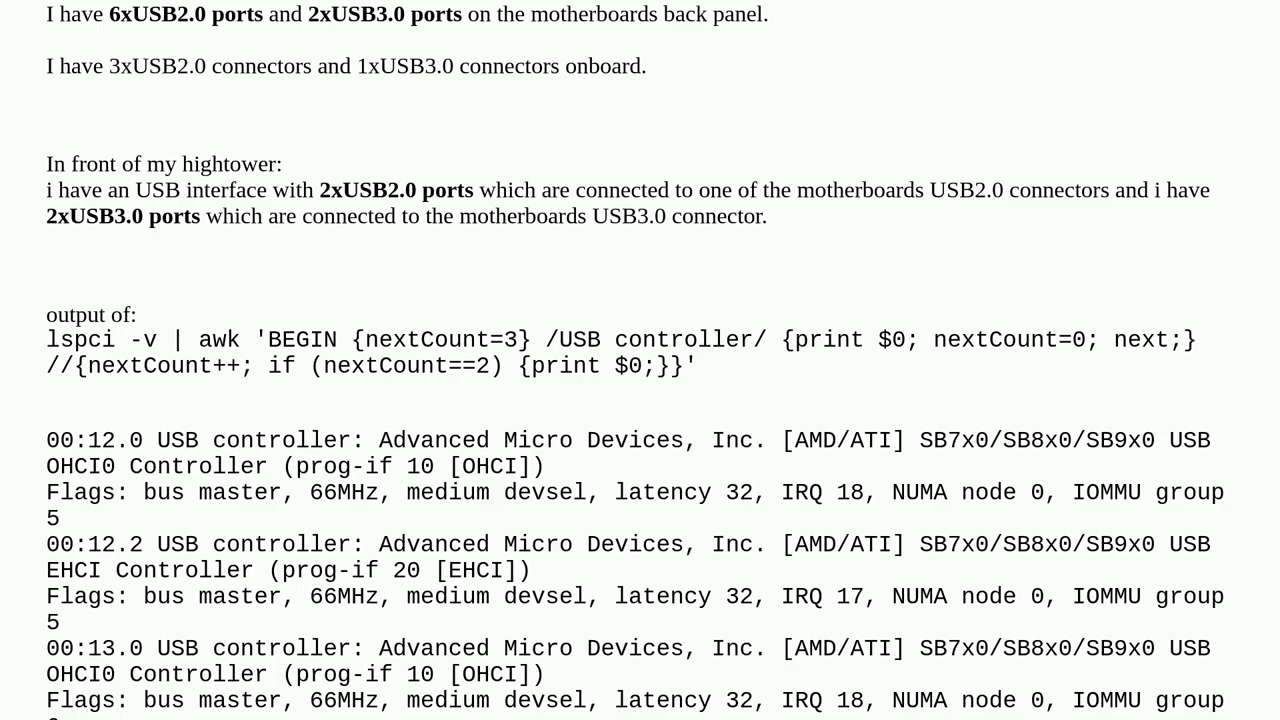 I have 6xUSB2.0 ports and 2xUSB3.0 ports on the motherboards back panel.
I have 3xUSB2.0 connectors and 1xUSB3.0 connectors onboard.
In front of my hightower:
i have an USB interface with 2xUSB2.0 ports which are connected to one of the motherboards USB2.0 connectors and i have
2xUSB3.0 ports which are connected to the motherboards USB3.0 connector.
output of:
lspci -v | awk 'BEGIN {nextCount=3} /USB controller/ {print $0; nextCount=0; next;}
//{nextCount++; if (nextCount==2) {print $0;}}'
00:12.0 USB controller: Advanced Micro Devices, Inc. [AMD/ATI] SB7x0/SB8x0/SB9x0 USB
OHCI0 Controller (prog-if 10 [OHCI])
Flags: bus master, 66MHz, medium devsel, latency 32, IRQ 18, NUMA node 0, IOMMU group
5
00:12.2 USB controller: Advanced Micro Devices, Inc. [AMD/ATI] SB7x0/SB8x0/SB9x0 USB
EHCI Controller (prog-if 20 [EHCI])
Flags: bus master, 66MHz, medium devsel, latency 32, IRQ 17, NUMA node 0, IOMMU group
5
00:13.0 USB controller: Advanced Micro Devices, Inc. [AMD/ATI] SB7x0/SB8x0/SB9x0 USB
OHCI0 Controller (prog-if 10 [OHCI])
Flags: bus master, 66MHz, medium devsel, latency 32, IRQ 18, NUMA node 0, IOMMU group